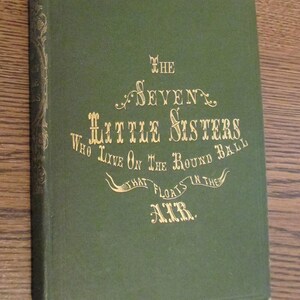 THE
SEVEN
LITTLE SISTERS
WHO LIVE ON THE ROUND BALL
THAT FLOATS IN THE
AIR.